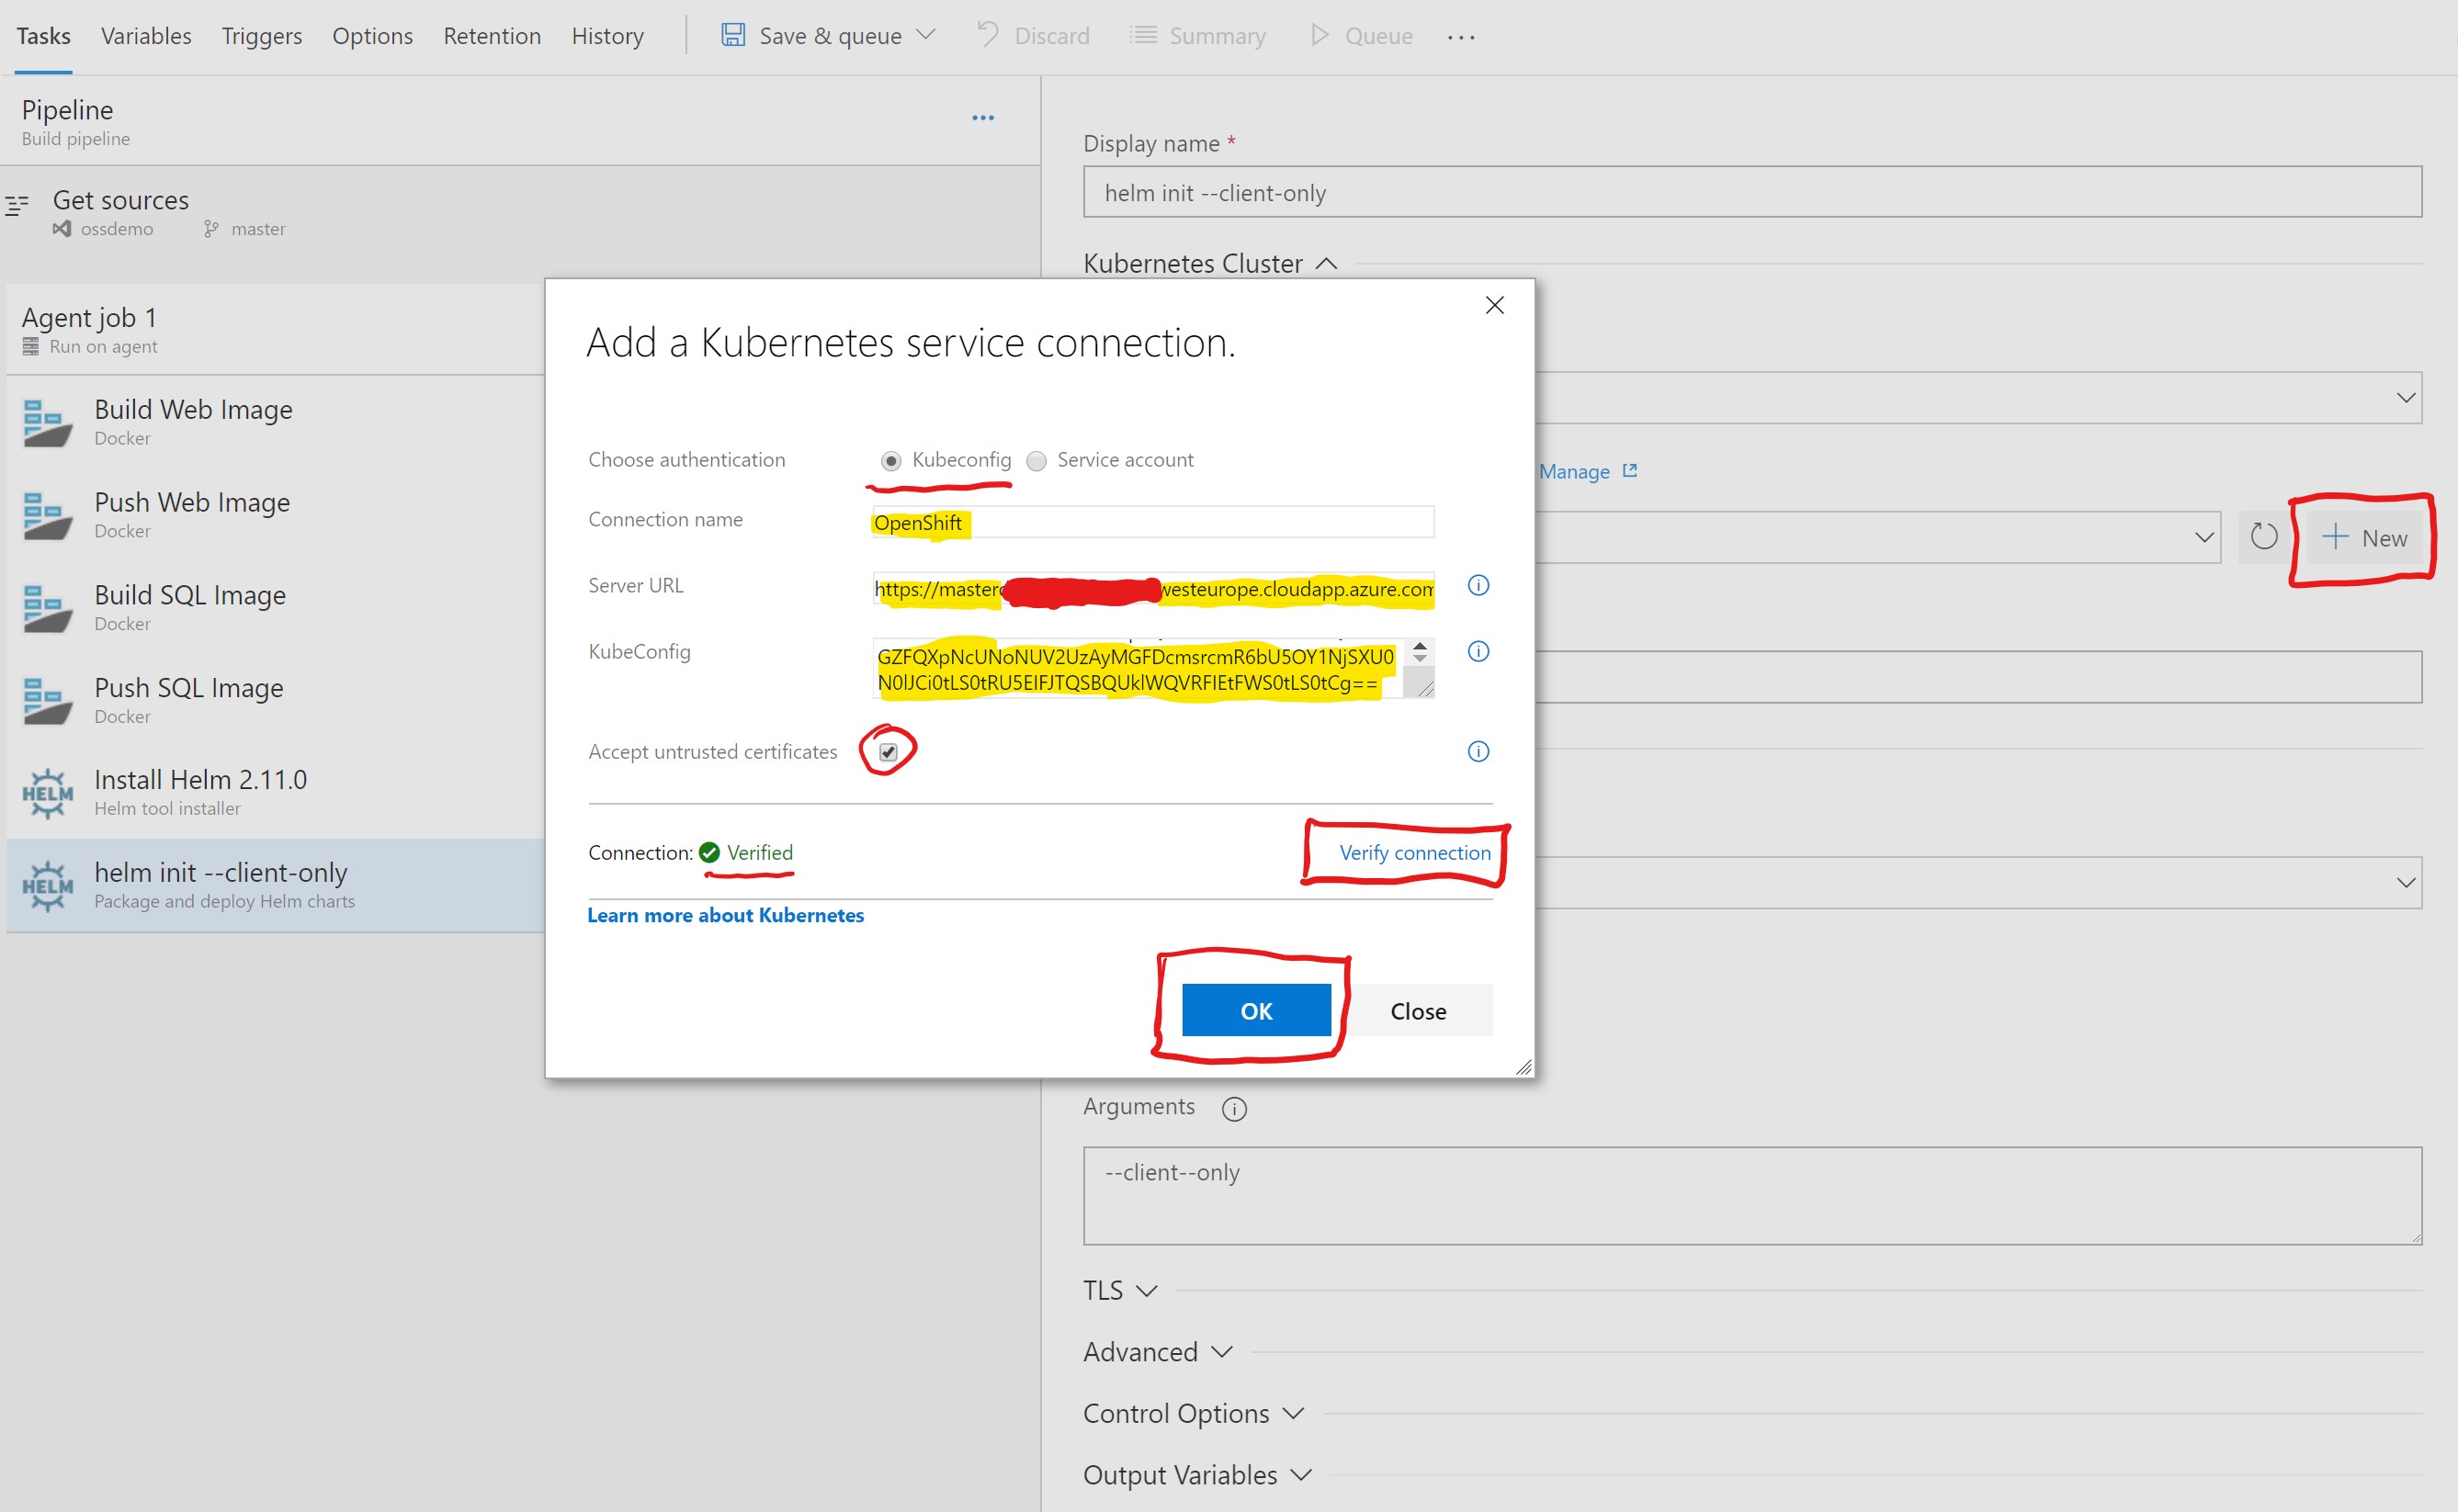 Tasks Variables Triggers Options Retention History Save & queue Discard Summary Queue ...
Pipeline
Build pipeline
Get sources
ossdemo master
Agent job 1
Run on agent
Build Web Image
Docker
Push Web Image
Docker
Build SQL Image
Docker
Push SQL Image
Docker
Install Helm 2.11.0
Helm tool installer
helm init --client-only
Package and deploy Helm charts
HELM
HELM
Display name *
helm init --client-only
Kubernetes Cluster
Manage
New
Add a Kubernetes service connection.
Choose authentication Kubeconfig Service account
Connection name OpenShift
Server URL https://master westeurope.cloudapp.azure.com
KubeConfig
Accept untrusted certificates
Connection: Verified Verify connection
Learn more about Kubernetes
OK Close
Arguments
--client--only
TLS
Advanced
Control Options
Output Variables